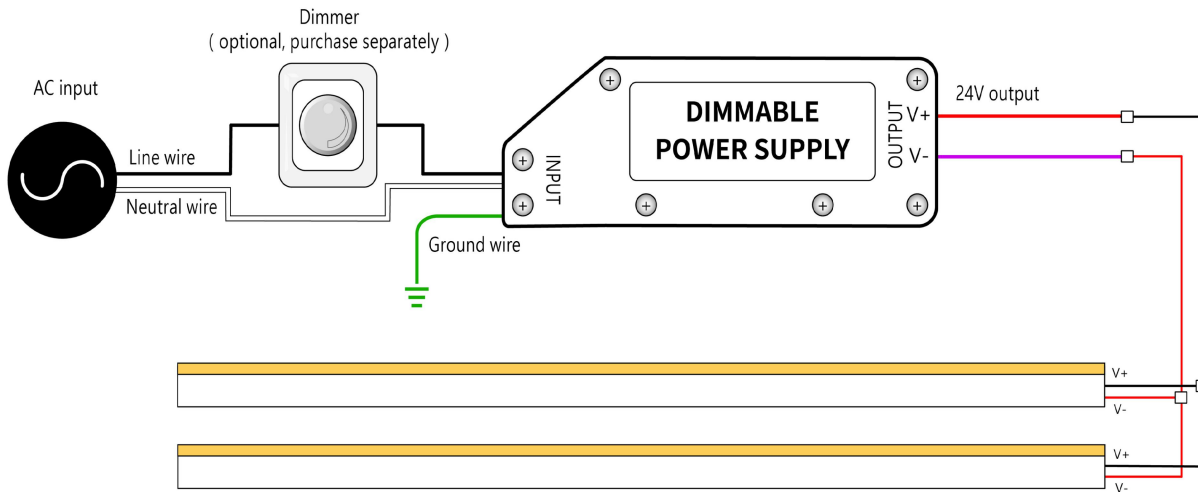 Dimmer
( optional, purchase separately )
AC input
Line wire
Neutral wire
Ground wire
INPUT
DIMMABLE
POWER SUPPLY
OUTPUT
V+
V-
24V output
V+
V-
V+
V-